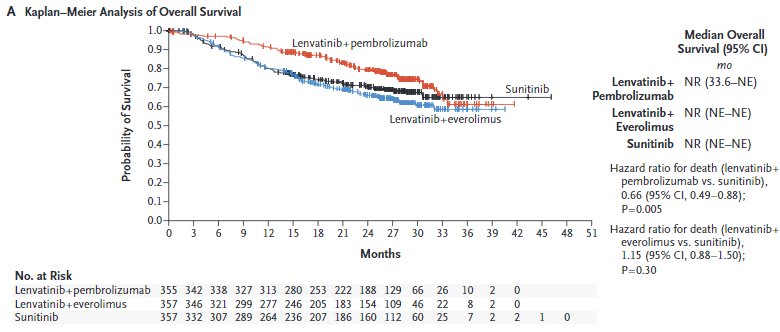 A Kaplan–Meier Analysis of Overall Survival
Probability of Survival
1.0
0.9
0.8
0.7
0.6
0.5
0.4
0.3
0.2
0.1
0.0
Lenvatinib+pembrolizumab
Sunitinib
Lenvatinib+everolimus
0 3 6 9 12 15 18 21 24 27 30 33 36 39 42 45 48 51
Months
Median Overall
Survival (95% CI)
mo
Lenvatinib+ NR (33.6–NE)
Pembrolizumab
Lenvatinib+ NR (NE–NE)
Everolimus
Sunitinib NR (NE–NE)
Hazard ratio for death (lenvatinib+
pembrolizumab vs. sunitinib),
0.66 (95% CI, 0.49–0.88);
P=0.005
Hazard ratio for death (lenvatinib+
everolimus vs. sunitinib),
1.15 (95% CI, 0.88–1.50);
P=0.30
No. at Risk
Lenvatinib+pembrolizumab 355 342 338 327 313 280 253 222 188 129 66 26 10 2 0
Lenvatinib+everolimus 357 346 321 299 277 246 205 183 154 109 46 22 8 2 0
Sunitinib 357 332 307 289 264 236 207 186 160 112 60 25 7 2 2 1 0